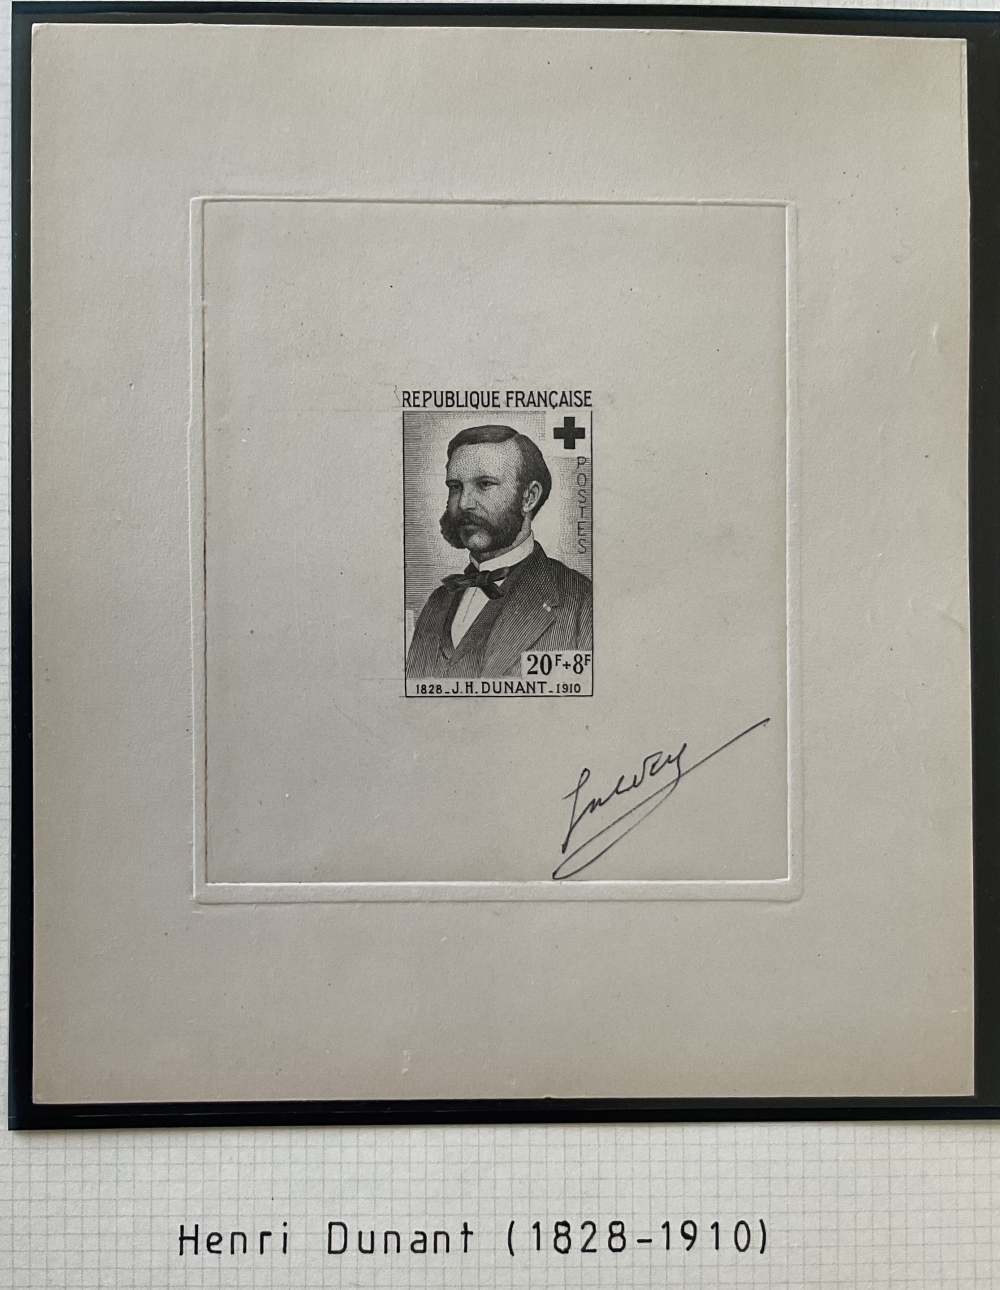 REPUBLIQUE FRANÇAISE
POSTES
20F+8F
1828_J.H.DUNANT_1910
Henri Dunant (1828-1910)